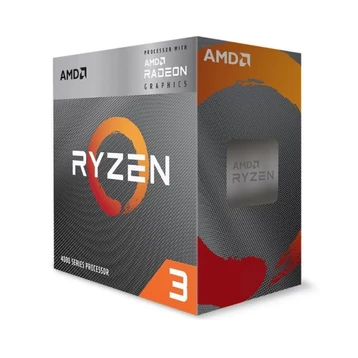 AMD
PROCESSOR WITH
AMD
RADEON
GRAPHICS
RYZEN
4000 SERIES PROCESSOR
3
AMD
AMD
RYZEN